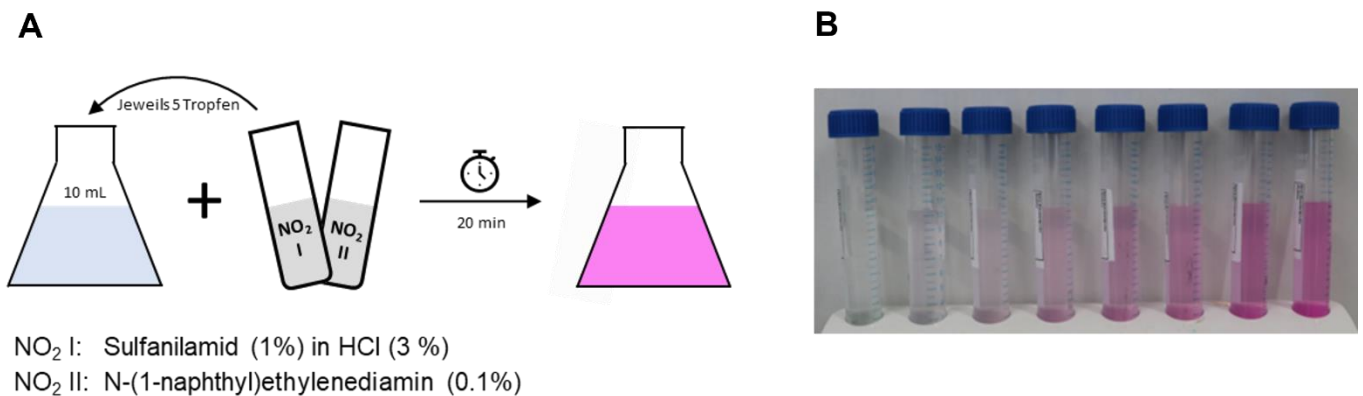 A
B
Jeweils 5 Tropfen
10 mL
NO₂
I
NO₂
II
20 min
NO₂ I: Sulfanilamid (1%) in HCl (3 %)
NO₂ II: N-(1-naphthyl)ethylenediamin (0.1%)